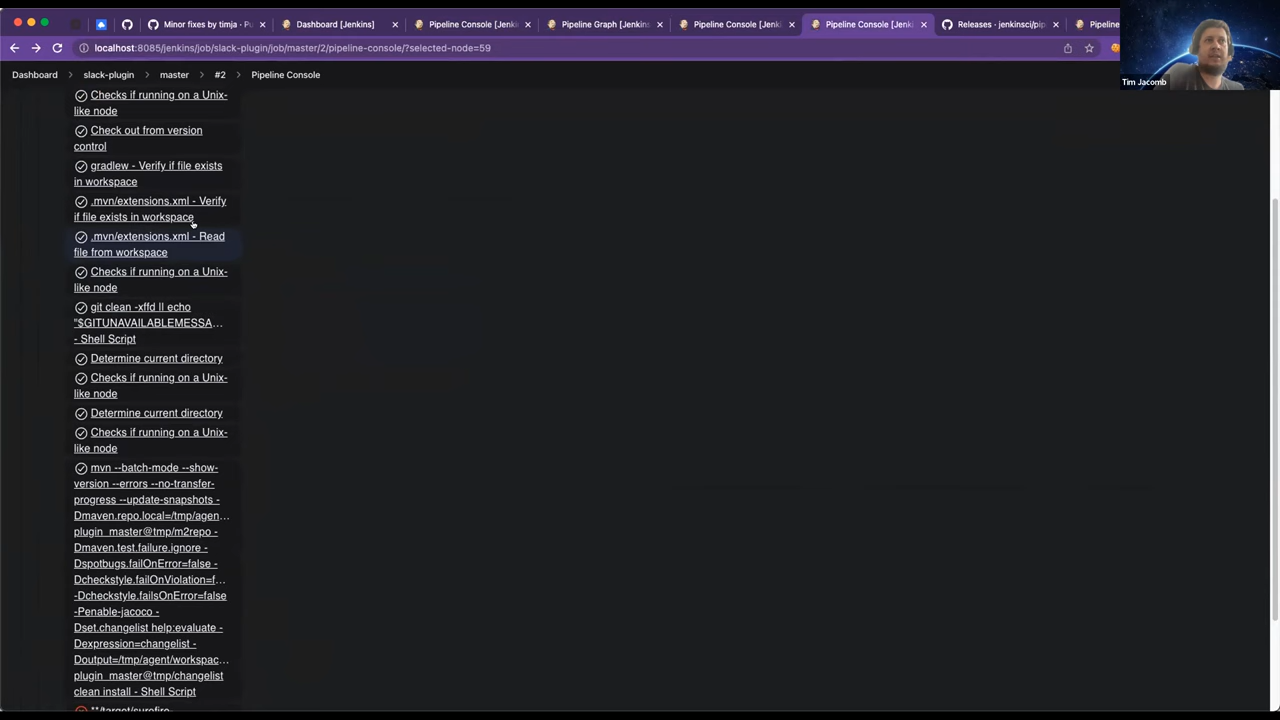 Minor fixes by timja · Pu
Dashboard [Jenkins]
Pipeline Console [Jenk
Pipeline Graph [Jenkins
Pipeline Console [Jenk
Pipeline Console [Jenk
Releases · jenkinsci/pip
Pipeline
localhost:8085/jenkins/job/slack-plugin/job/master/2/pipeline-console/?selected-node=59
Dashboard > slack-plugin > master > #2 > Pipeline Console
Tim Jacomb
Checks if running on a Unix-
like node
Check out from version
control
gradlew - Verify if file exists
in workspace
.mvn/extensions.xml - Verify
if file exists in workspace
.mvn/extensions.xml - Read
file from workspace
Checks if running on a Unix-
like node
git clean -xffd || echo
"$GITUNAVAILABLEMESSA...
- Shell Script
Determine current directory
Checks if running on a Unix-
like node
Determine current directory
Checks if running on a Unix-
like node
mvn --batch-mode --show-
version --errors --no-transfer-
progress --update-snapshots -
Dmaven.repo.local=/tmp/agen...
plugin_master@tmp/m2repo -
Dmaven.test.failure.ignore -
Dspotbugs.failOnError=false -
Dcheckstyle.failOnViolation=f...
-Dcheckstyle.failsOnError=false
-Penable-jacoco -
Dset.changelist help:evaluate -
Dexpression=changelist -
Doutput=/tmp/agent/workspac...
plugin_master@tmp/changelist
clean install - Shell Script
**/target/surefire-